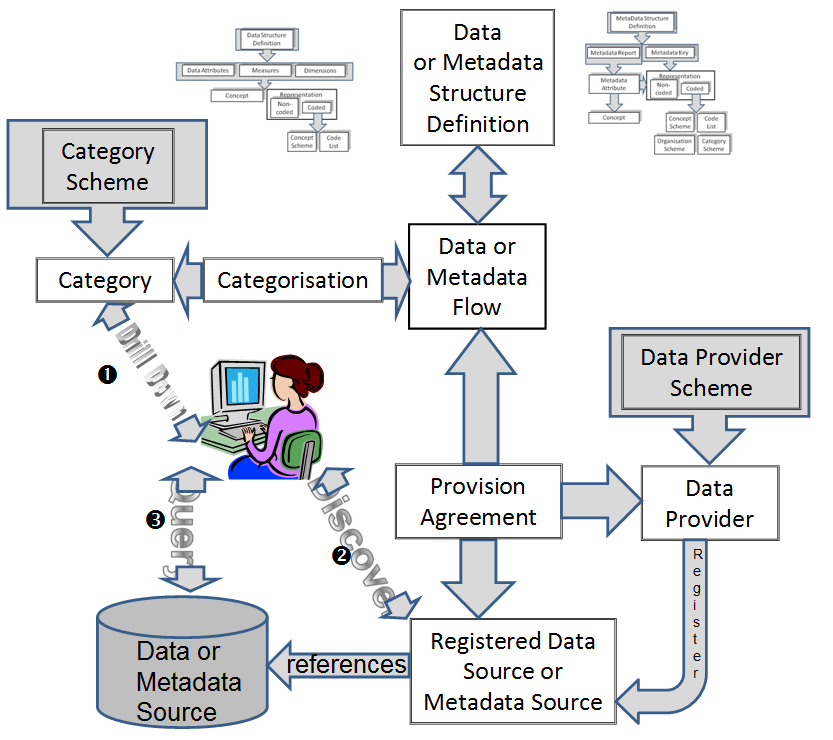 Data Structure
Definition
Data Attributes
Measures
Dimensions
Concept
Representation
Non-
coded
Coded
Concept
Scheme
Code
List
Data
or Metadata
Structure
Definition
MetaData Structure
Definition
Metadata Report
Metadata Key
Metadata
Attribute
Representation
Non-
coded
Coded
Concept
Concept
Scheme
Code
List
Organisation
Scheme
Category
Scheme
Category
Scheme
Category
Categorisation
Data or
Metadata
Flow
❶
Drill Down
Data Provider
Scheme
Provision
Agreement
Data
Provider
❸
Query
❷
Discover
Register
Data or
Metadata
Source
references
Registered Data
Source or
Metadata Source